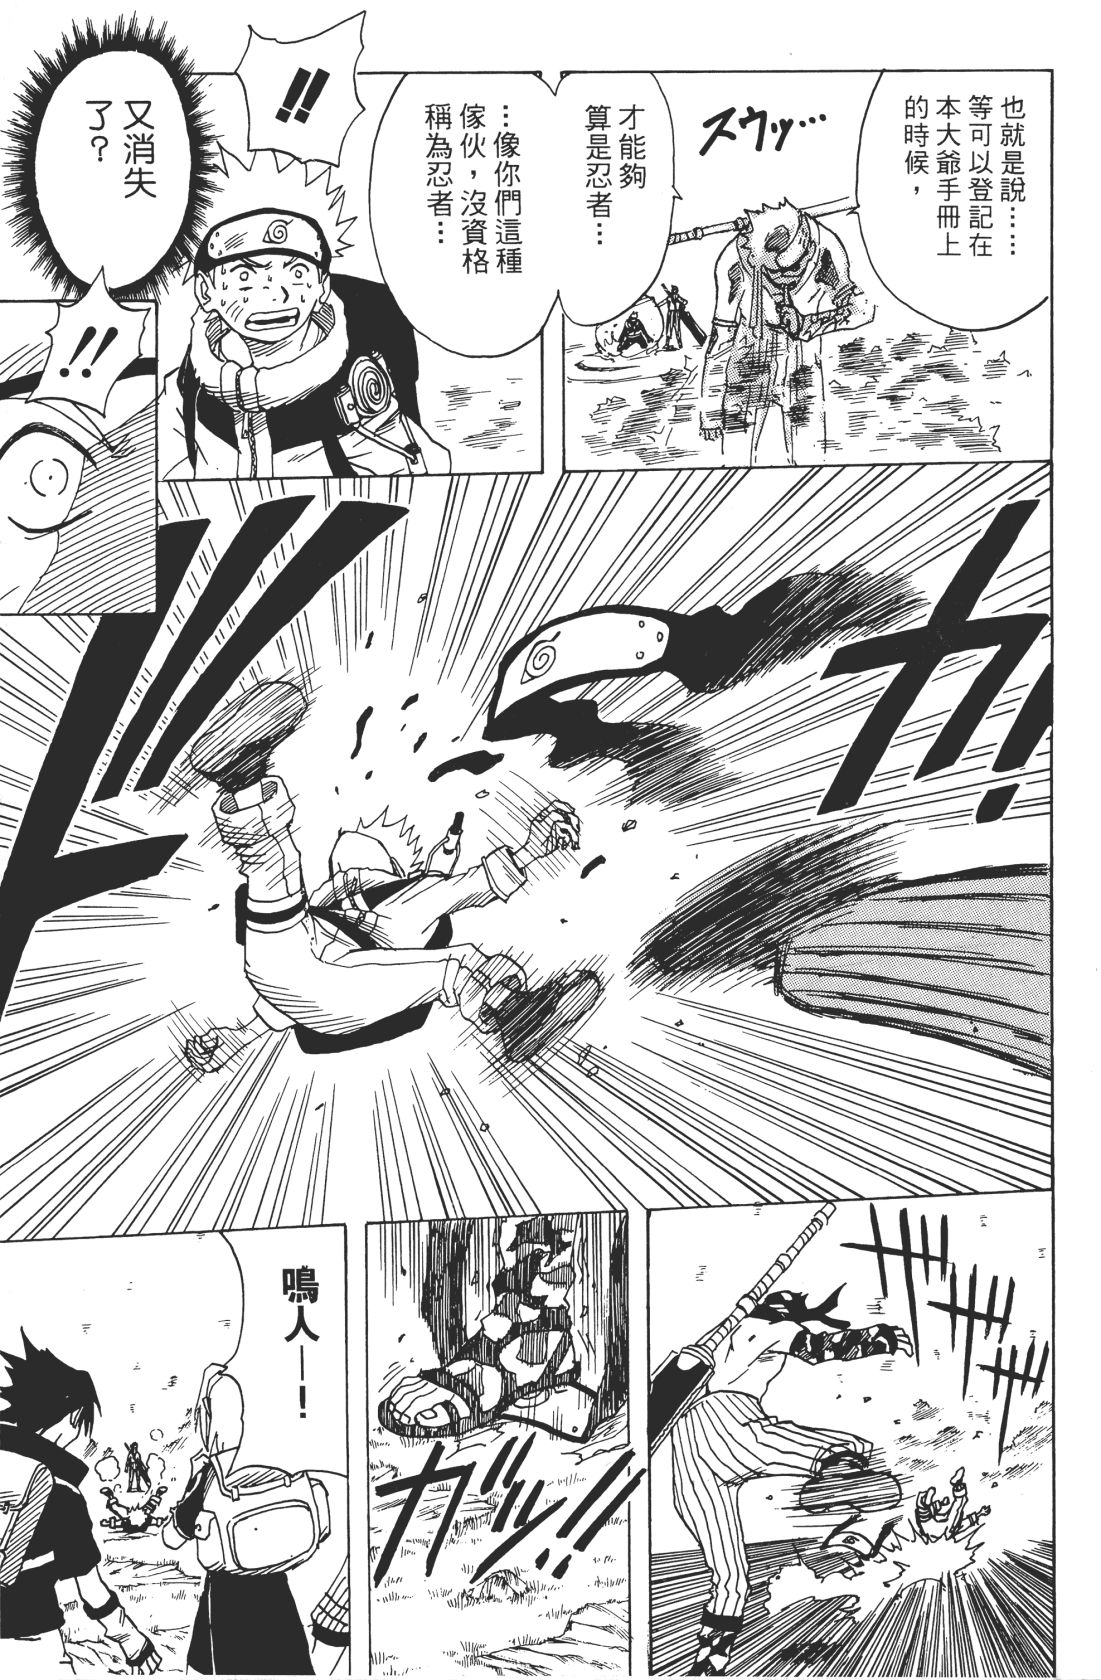 也就是說……
等可以登記在
本大爺手冊上
的時候，
スウッ…
才能夠
算是忍者…
…像你們這種
傢伙，沒資格
稱為忍者…
!!
又消失
了？
!!
ガッ!!
鳴人—！